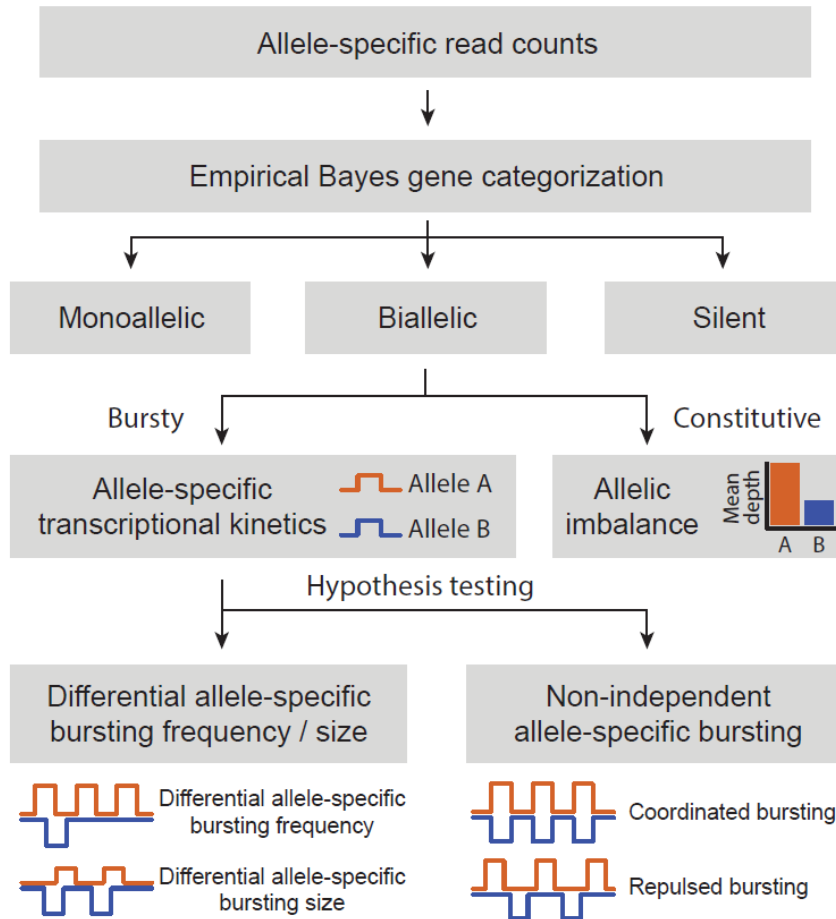 Allele-specific read counts
Empirical Bayes gene categorization
Monoallelic
Biallelic
Silent
Bursty
Constitutive
Allele-specific
transcriptional kinetics
Allele A
Allele B
Allelic
imbalance
Mean
depth
A B
Hypothesis testing
Differential allele-specific
bursting frequency / size
Non-independent
allele-specific bursting
Differential allele-specific
bursting frequency
Coordinated bursting
Differential allele-specific
bursting size
Repulsed bursting